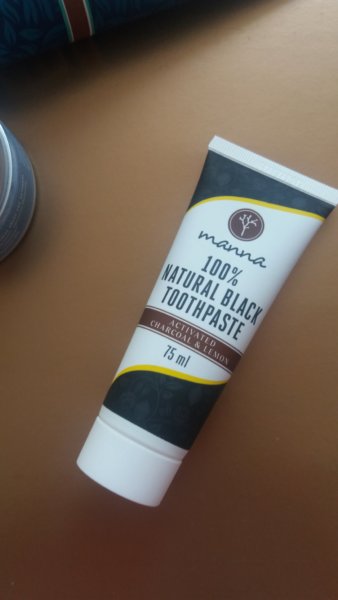 manna
100%
NATURAL BLACK
TOOTHPASTE
ACTIVATED
CHARCOAL & LEMON
75 ml